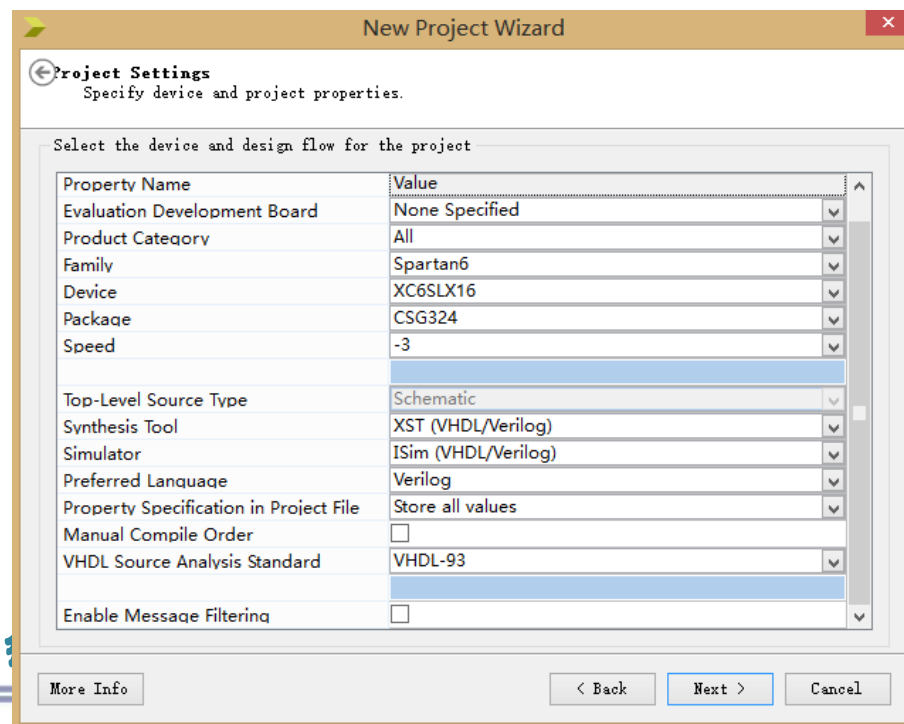 New Project Wizard
Project Settings
Specify device and project properties.
Select the device and design flow for the project
Property Name Value
Evaluation Development Board None Specified
Product Category All
Family Spartan6
Device XC6SLX16
Package CSG324
Speed -3
Top-Level Source Type Schematic
Synthesis Tool XST (VHDL/Verilog)
Simulator ISim (VHDL/Verilog)
Preferred Language Verilog
Property Specification in Project File Store all values
Manual Compile Order
VHDL Source Analysis Standard VHDL-93
Enable Message Filtering
More Info < Back Next > Cancel